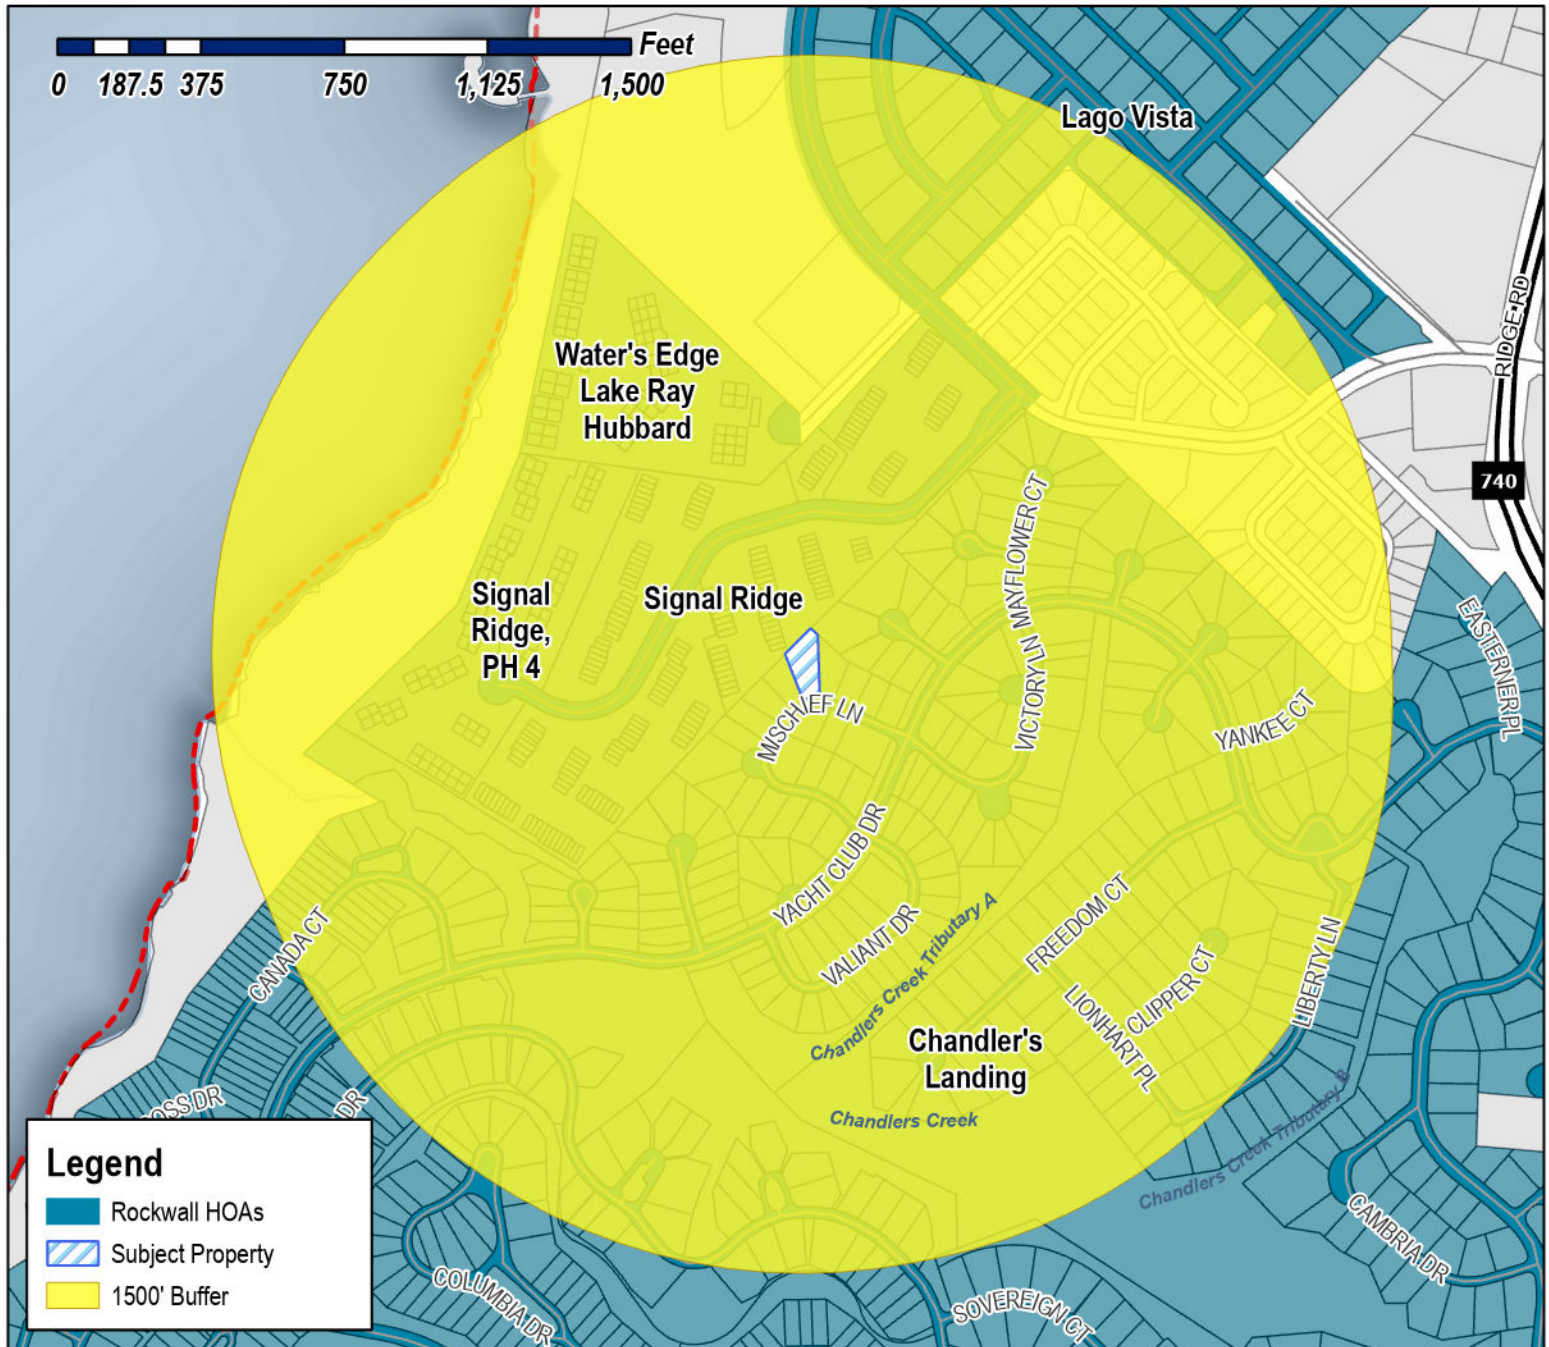 Feet
0 187.5 375 750 1,125 1,500
Lago Vista
RIDGE RD
Water's Edge
Lake Ray
Hubbard
740
MAYFLOWER CT
Signal
Ridge,
PH 4
Signal Ridge
VICTORY LN
EASTERNER PL
MISCHIEF LN
YANKEE CT
YACHT CLUB DR
VALIANT DR
CANADA CT
Chandlers Creek Tributary A
FREEDOM CT
CLIPPER CT
LIONHART PL
LIBERTY LN
Chandler's
Landing
Chandlers Creek
Chandlers Creek Tributary B
OSS DR
DR
CAMBRIA DR
COLUMBIA DR
SOVEREIGN CT
Legend
Rockwall HOAs
Subject Property
1500' Buffer